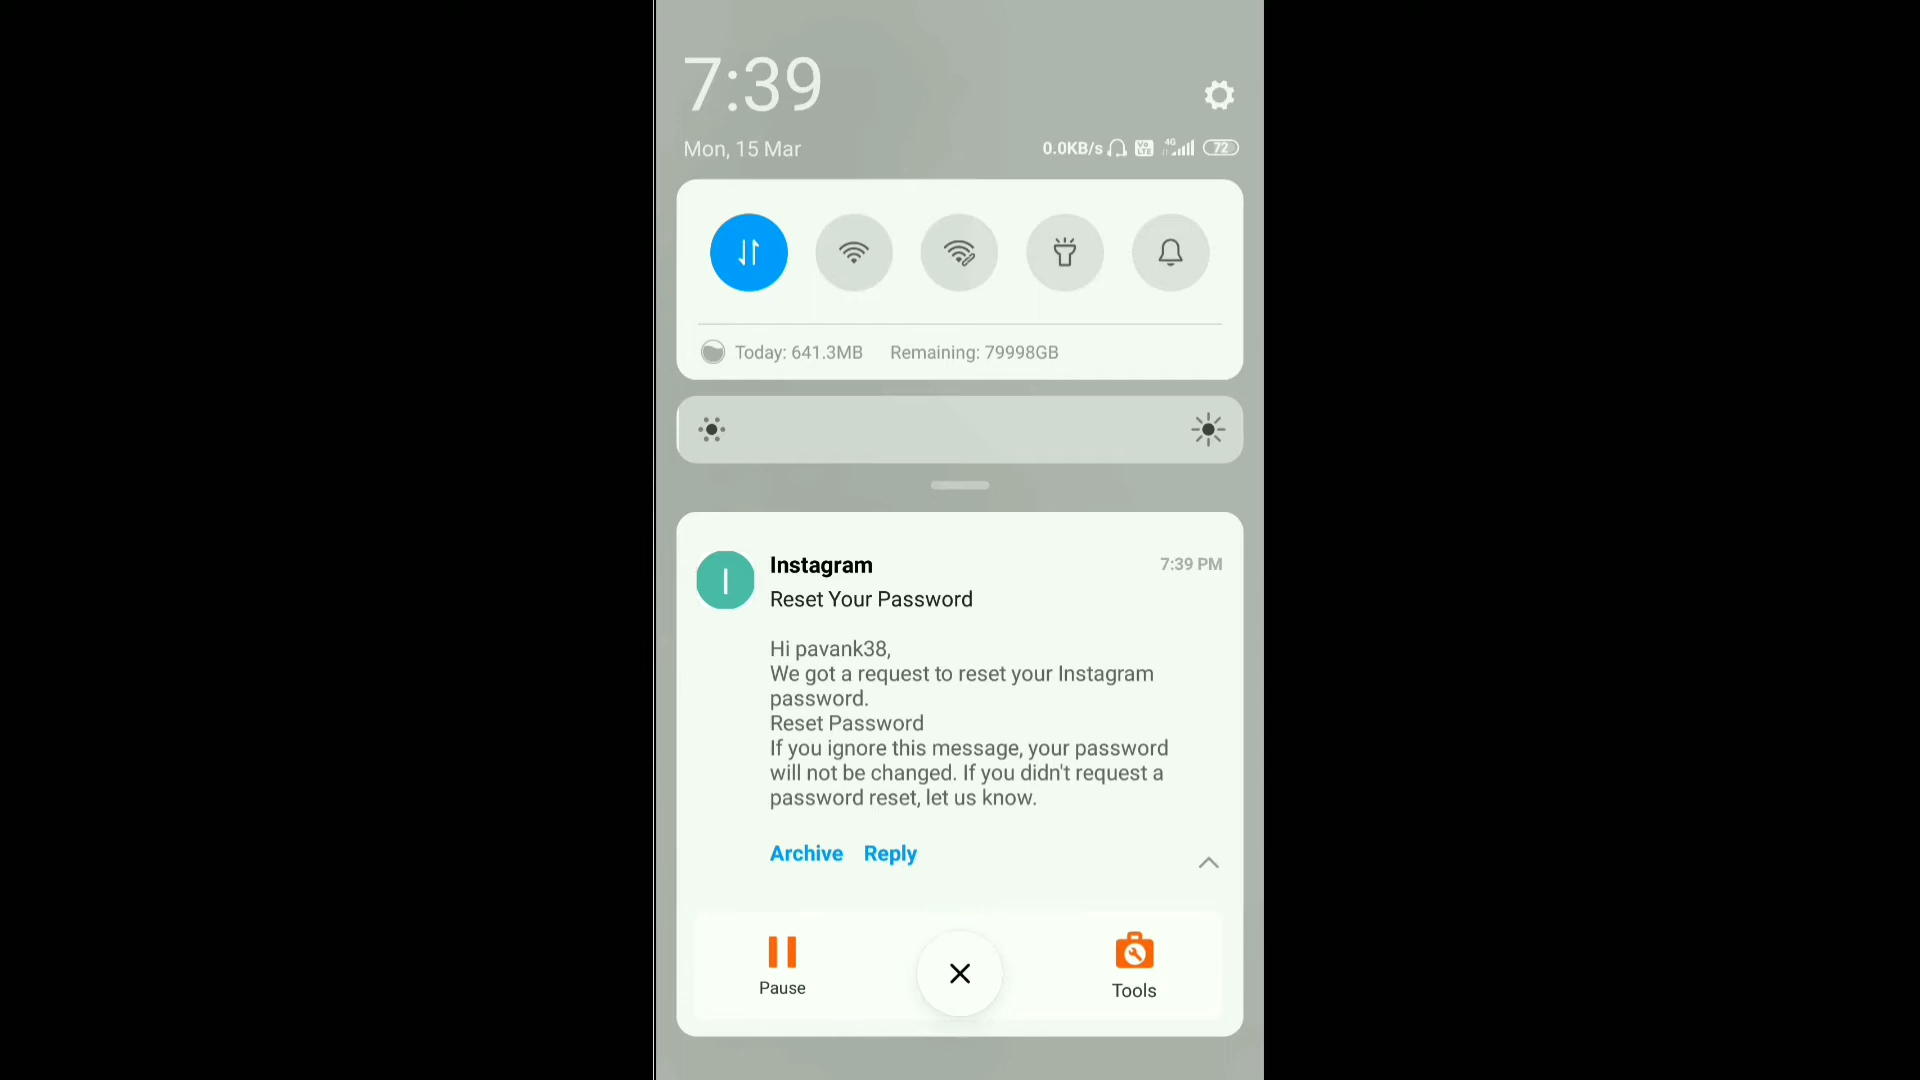 7:39
Mon, 15 Mar
0.0KB/s 4G 72
Today: 641.3MB Remaining: 79998GB
I
Instagram 7:39 PM
Reset Your Password
Hi pavank38,
We got a request to reset your Instagram
password.
Reset Password
If you ignore this message, your password
will not be changed. If you didn't request a
password reset, let us know.
Archive Reply
Pause
Tools